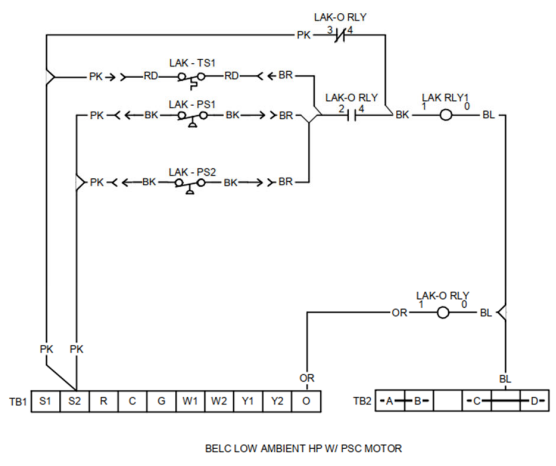 LAK-O RLY
PK 3 4
LAK - TS1
PK RD RD BR
LAK - PS1
LAK-O RLY
LAK RLY1
2 4
1 0
PK BK BK BR BK BL
LAK - PS2
PK BK BK BR
LAK-O RLY
1 0
OR BL
PK PK
OR BL
TB1 S1 S2 R C G W1 W2 Y1 Y2 O TB2 A B C D
BELC LOW AMBIENT HP W/ PSC MOTOR